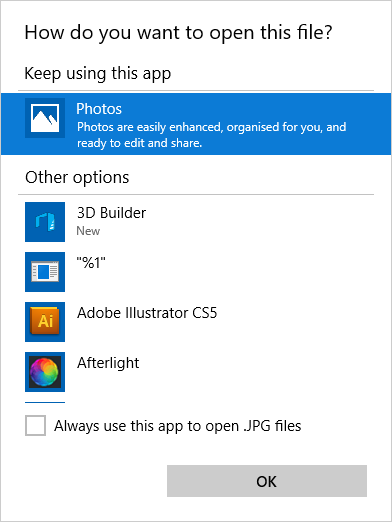 How do you want to open this file?
Keep using this app
Photos
Photos are easily enhanced, organised for you, and
ready to edit and share.
Other options
3D Builder
New
"%1"
Ai
Adobe Illustrator CS5
Afterlight
Always use this app to open .JPG files
OK